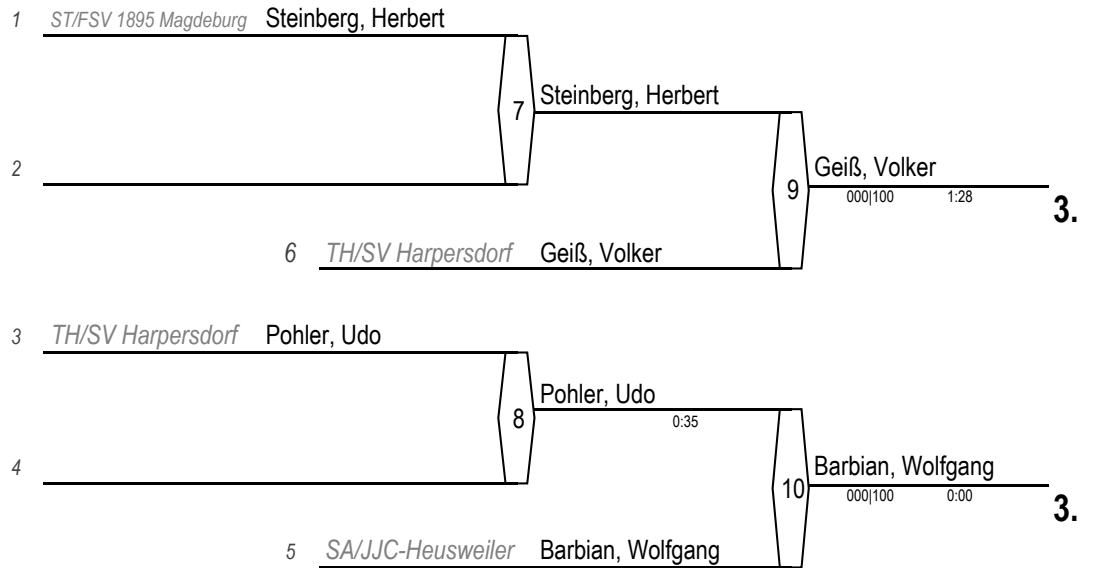 1 ST/FSV 1895 Magdeburg Steinberg, Herbert
7 Steinberg, Herbert
2
9 Geiß, Volker
000|100 1:28
3.
6 TH/SV Harpersdorf Geiß, Volker
3 TH/SV Harpersdorf Pohler, Udo
8 Pohler, Udo
0:35
4
10 Barbian, Wolfgang
000|100 0:00
3.
5 SA/JJC-Heusweiler Barbian, Wolfgang